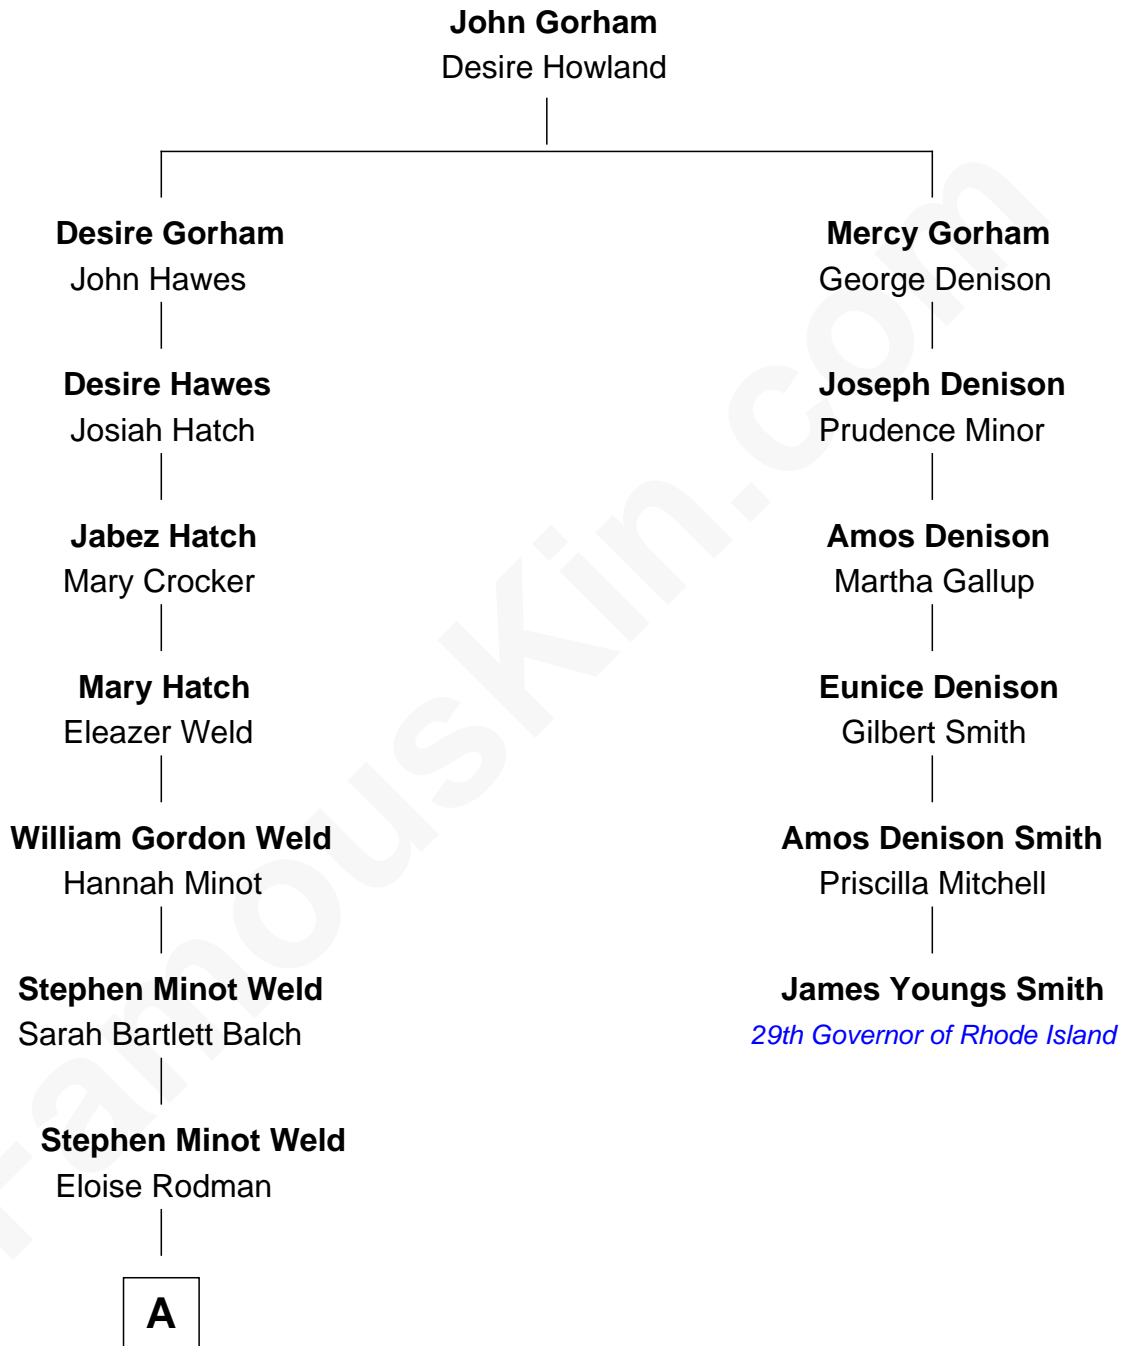 John Gorham
Desire Howland
Desire Gorham
John Hawes
Mercy Gorham
George Denison
Desire Hawes
Josiah Hatch
Joseph Denison
Prudence Minor
Jabez Hatch
Mary Crocker
Amos Denison
Martha Gallup
Mary Hatch
Eleazer Weld
Eunice Denison
Gilbert Smith
William Gordon Weld
Hannah Minot
Amos Denison Smith
Priscilla Mitchell
Stephen Minot Weld
Sarah Bartlett Balch
James Youngs Smith
29th Governor of Rhode Island
Stephen Minot Weld
Eloise Rodman
A
FamousKin.com